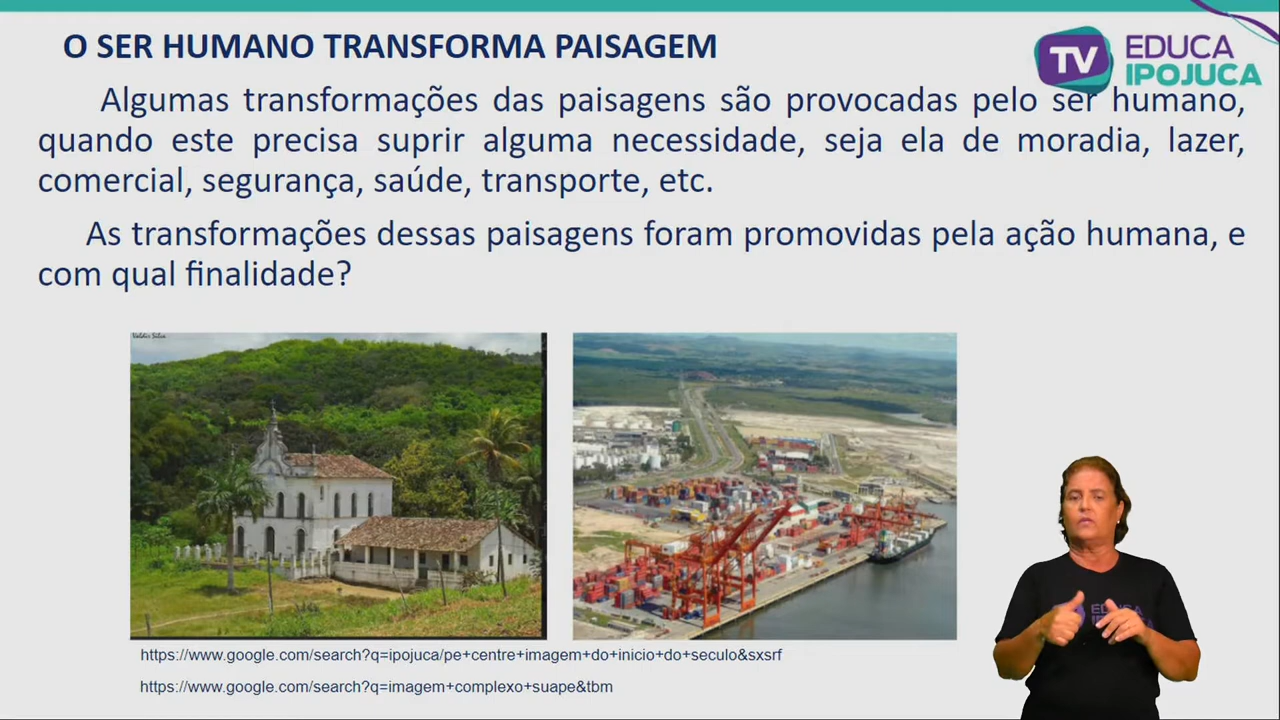 O SER HUMANO TRANSFORMA PAISAGEM
TV EDUCA
IPOJUCA
Algumas transformações das paisagens são provocadas pelo ser humano,
quando este precisa suprir alguma necessidade, seja ela de moradia, lazer,
comercial, segurança, saúde, transporte, etc.
As transformações dessas paisagens foram promovidas pela ação humana, e
com qual finalidade?
Valdir Silva
https://www.google.com/search?q=ipojuca/pe+centre+imagem+do+inicio+do+seculo&sxsrf
https://www.google.com/search?q=imagem+complexo+suape&tbm
EDUCA